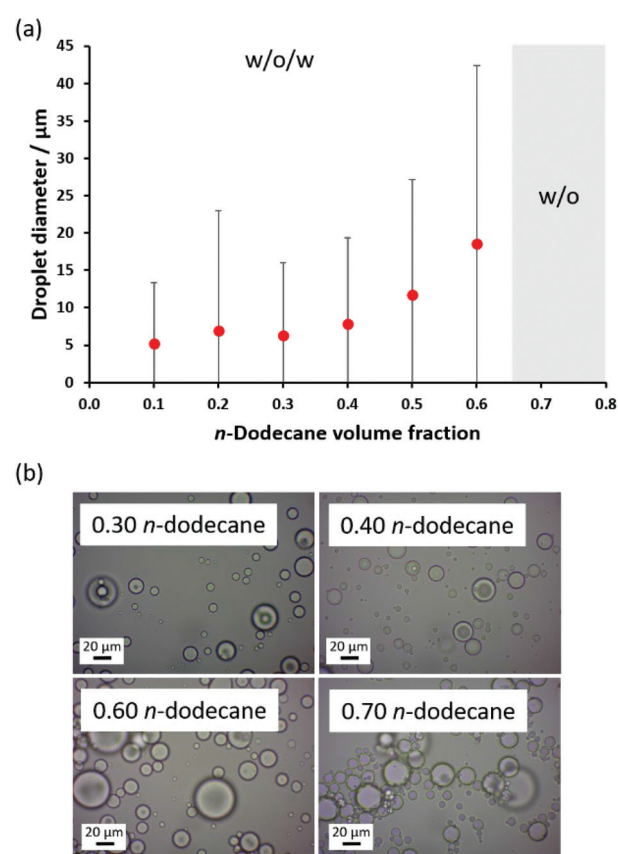 (a)
w/o/w
w/o
Droplet diameter / μm
45
40
35
30
25
20
15
10
5
0
0.0 0.1 0.2 0.3 0.4 0.5 0.6 0.7 0.8
n-Dodecane volume fraction
(b)
0.30 n-dodecane
20 μm
0.40 n-dodecane
20 μm
0.60 n-dodecane
20 μm
0.70 n-dodecane
20 μm